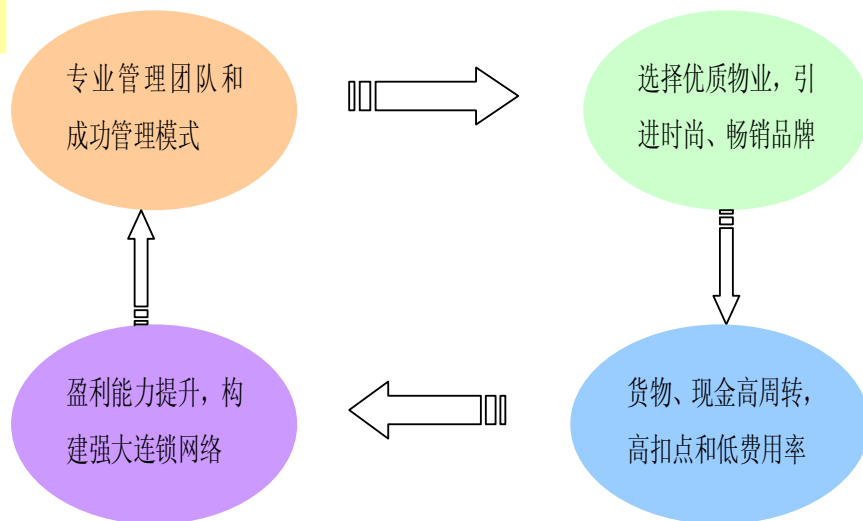 专业管理团队和
成功管理模式
选择优质物业，引
进时尚、畅销品牌
盈利能力提升，构
建强大连锁网络
货物、现金高周转，
高扣点和低费用率